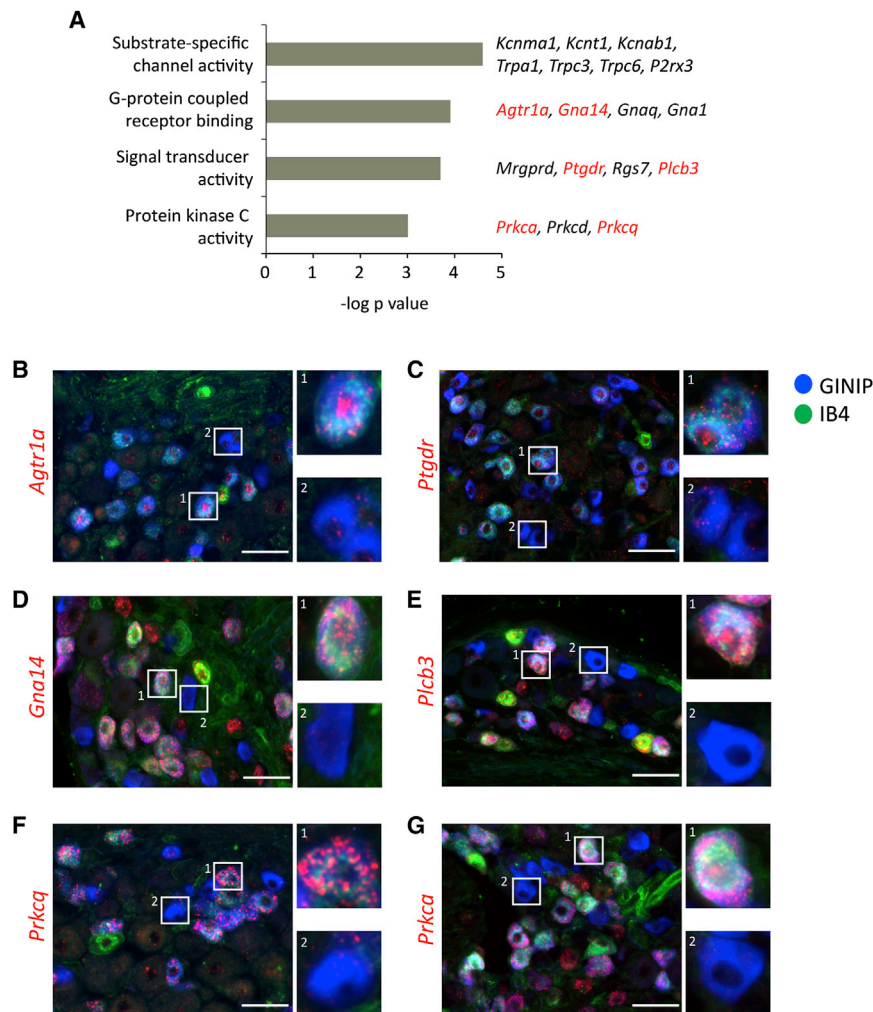 A
Substrate-specific
channel activity
Kcnma1, Kcnt1, Kcnab1,
Trpa1, Trpc3, Trpc6, P2rx3
G-protein coupled
receptor binding
Agtr1a, Gna14, Gnaq, Gna1
Signal transducer
activity
Mrgprd, Ptgdr, Rgs7, Plcb3
Protein kinase C
activity
Prkca, Prkcd, Prkcq
0 1 2 3 4 5
-log p value
B
Agtr1a
1
2
1
2
C
Ptgdr
1
2
1
2
GINIP
IB4
D
Gna14
1
2
1
2
E
Plcb3
1
2
1
2
F
Prkcq
1
2
1
2
G
Prkca
1
2
1
2